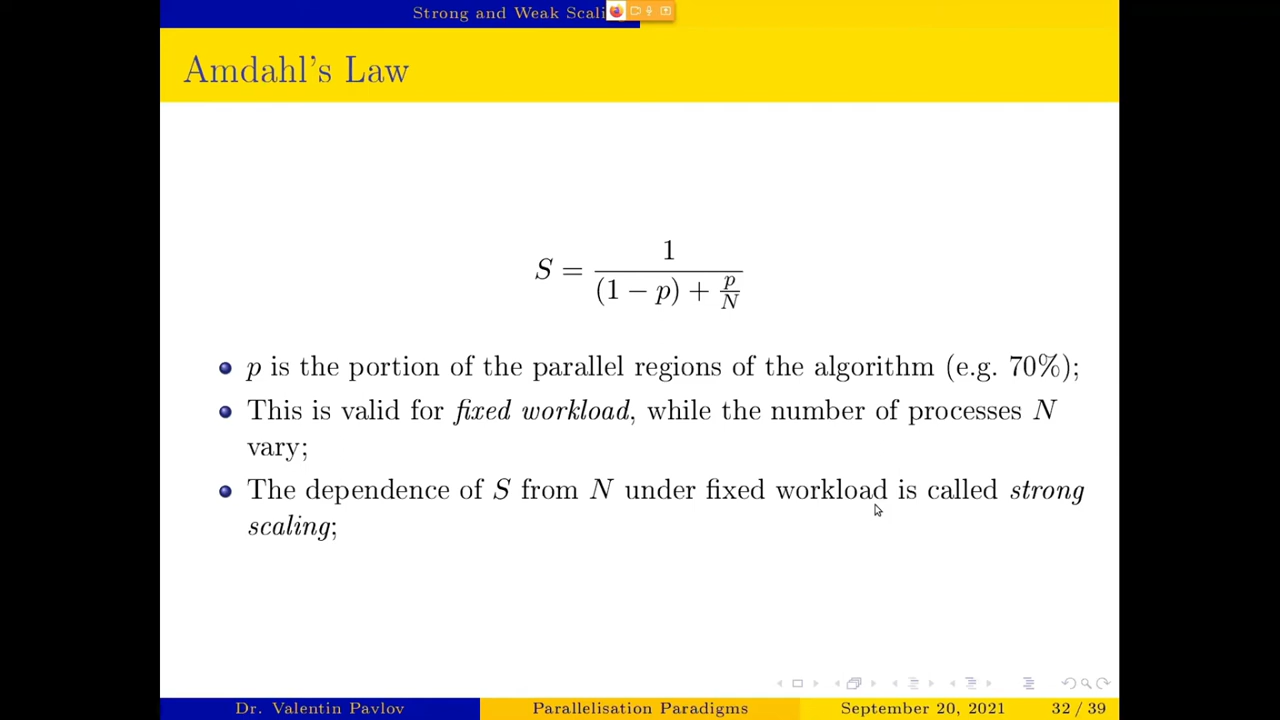 Strong and Weak Scali
Amdahl's Law
S = 1 / ((1 − p) + p/N)
p is the portion of the parallel regions of the algorithm (e.g. 70%);
This is valid for fixed workload, while the number of processes N
vary;
The dependence of S from N under fixed workload is called strong
scaling;
Dr. Valentin Pavlov Parallelisation Paradigms September 20, 2021 32 / 39